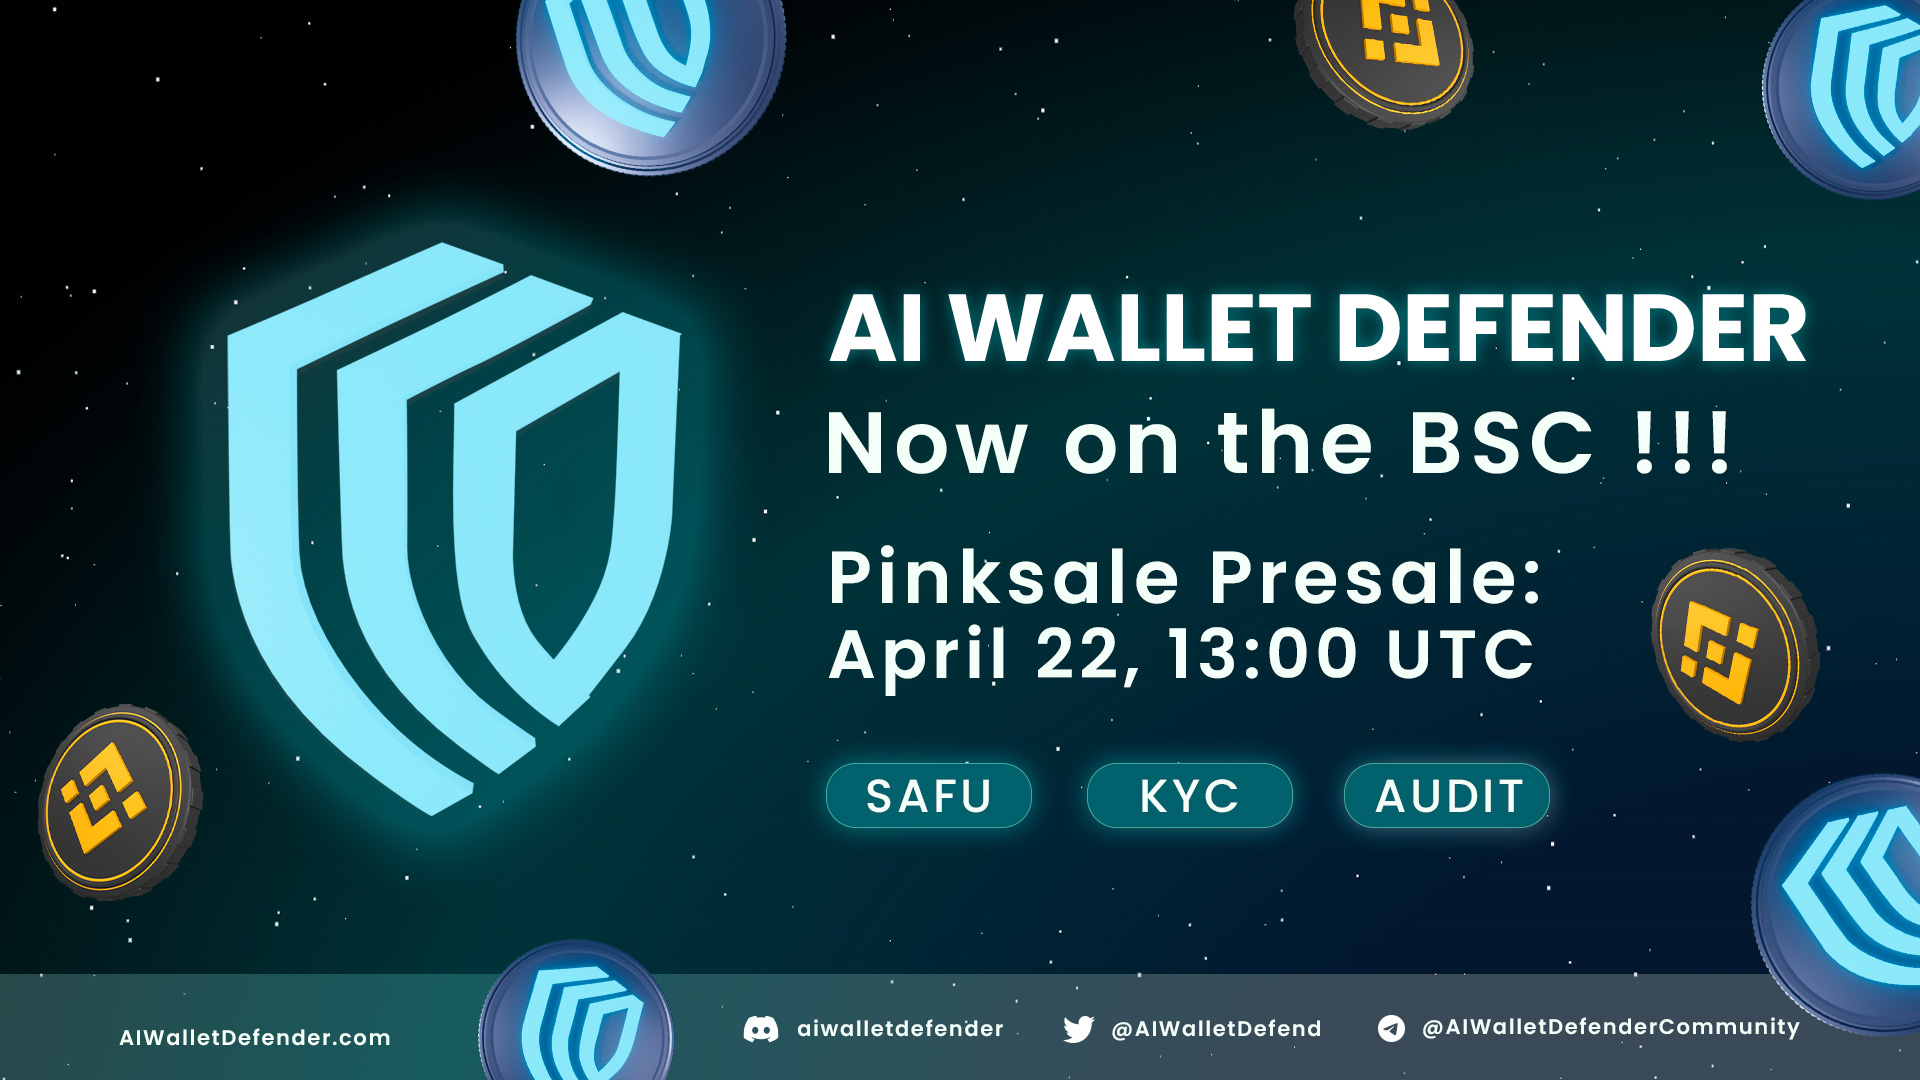 AI WALLET DEFENDER
Now on the BSC !!!
Pinksale Presale:
April 22, 13:00 UTC
SAFU
KYC
AUDIT
AIWalletDefender.com
aiwalletdefender
@AIWalletDefend
@AIWalletDefenderCommunity